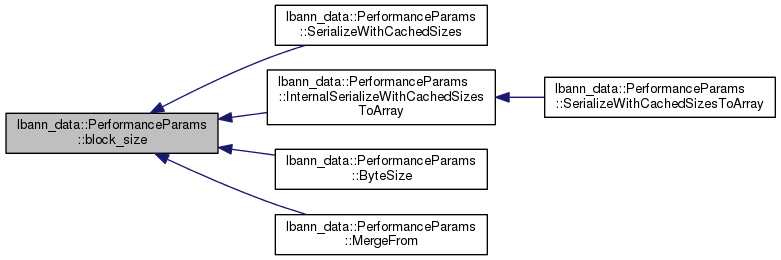 lbann_data::PerformanceParams
::SerializeWithCachedSizes
lbann_data::PerformanceParams
::InternalSerializeWithCachedSizes
ToArray
lbann_data::PerformanceParams
::SerializeWithCachedSizesToArray
lbann_data::PerformanceParams
::block_size
lbann_data::PerformanceParams
::ByteSize
lbann_data::PerformanceParams
::MergeFrom